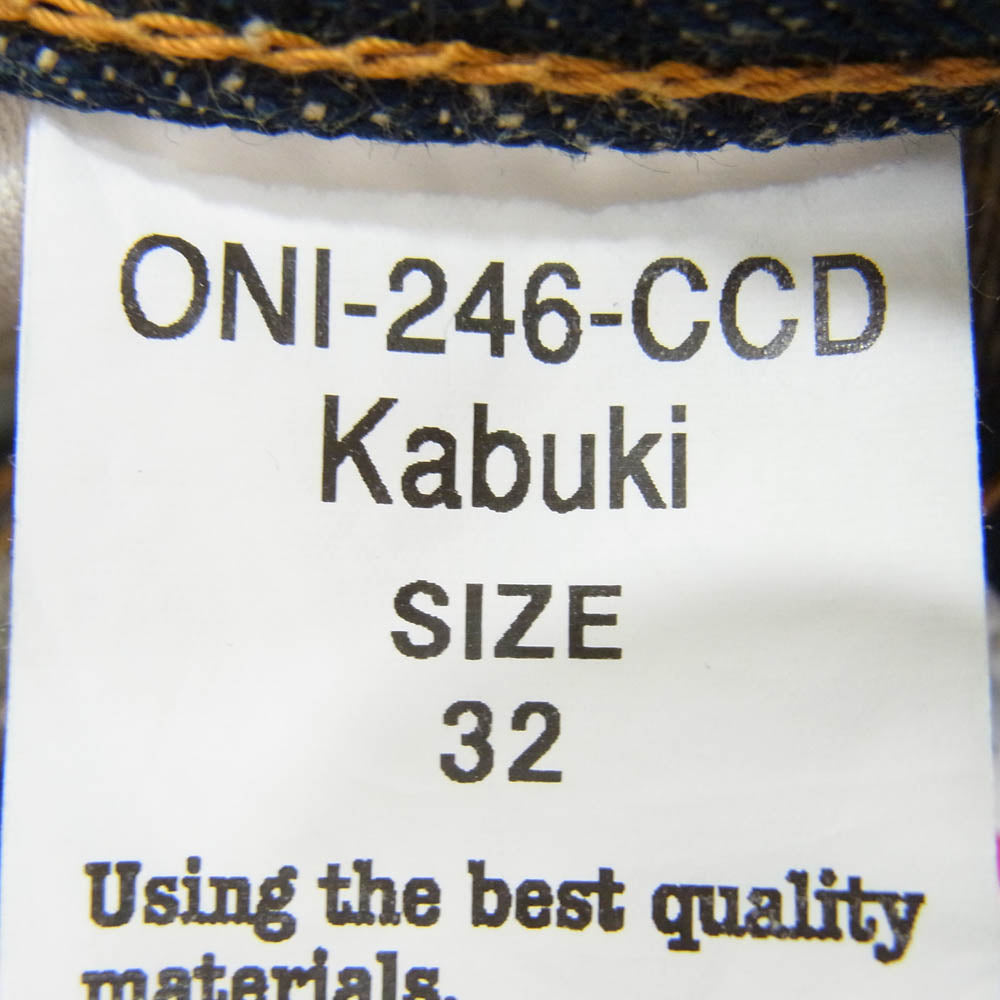 ONI-246-CCD
Kabuki
SIZE
32
Using the best quality
materials.